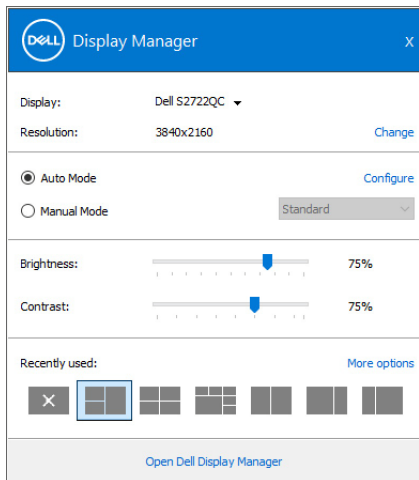 DELL Display Manager X
Display: Dell S2722QC
Resolution: 3840x2160 Change
Auto Mode Configure
Manual Mode Standard
Brightness: 75%
Contrast: 75%
Recently used: More options
Open Dell Display Manager